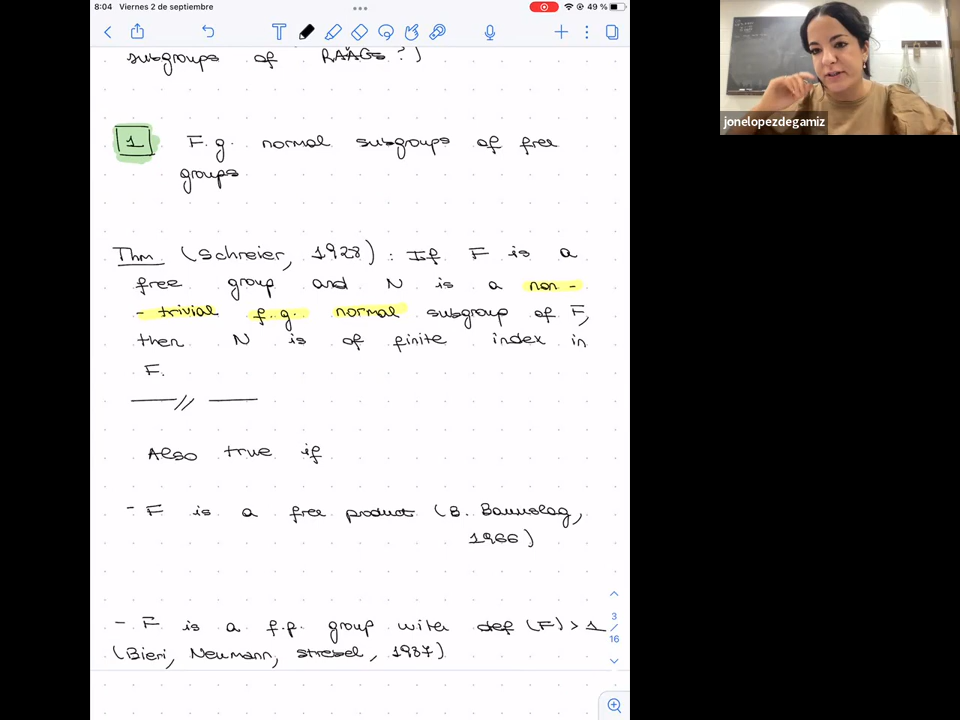 8:04 Viernes 2 de septiembre
49 %
subgroups of RAAGs?)
1 F.g. normal subgroups of free
groups
Thm (Schreier, 1928): If F is a
free group and N is a non-
-trivial f.g. normal subgroup of F,
then N is of finite index in
F.
Also true if
- F is a free product (B. Baumslag,
1966)
- F is a f.p. group with def (F) > 1
(Bieri, Neumann, Strebel, 1987)
3
/
16
jonelopezdegamiz